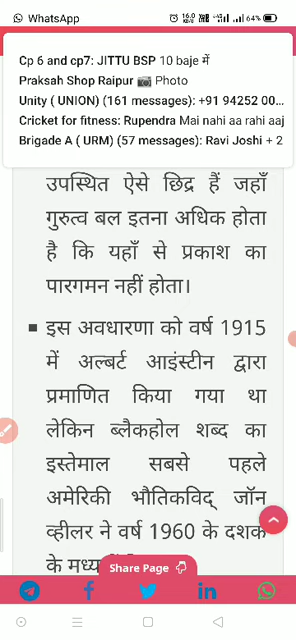 WhatsApp
16.0 KB/S
64%
Cp 6 and cp7: JITTU BSP 10 baje में
Praksah Shop Raipur 📷 Photo
Unity ( UNION) (161 messages): +91 94252 00...
Cricket for fitness: Rupendra Mai nahi aa rahi aaj
Brigade A ( URM) (57 messages): Ravi Joshi + 2
उपस्थित ऐसे छिद्र हैं जहाँ
गुरुत्व बल इतना अधिक होता
है कि यहाँ से प्रकाश का
पारगमन नहीं होता।
▪ इस अवधारणा को वर्ष 1915
में अल्बर्ट आइंस्टीन द्वारा
प्रमाणित किया गया था
लेकिन ब्लैकहोल शब्द का
इस्तेमाल सबसे पहले
अमेरिकी भौतिकविद् जॉन
व्हीलर ने वर्ष 1960 के दशक
के मध्य
Share Page